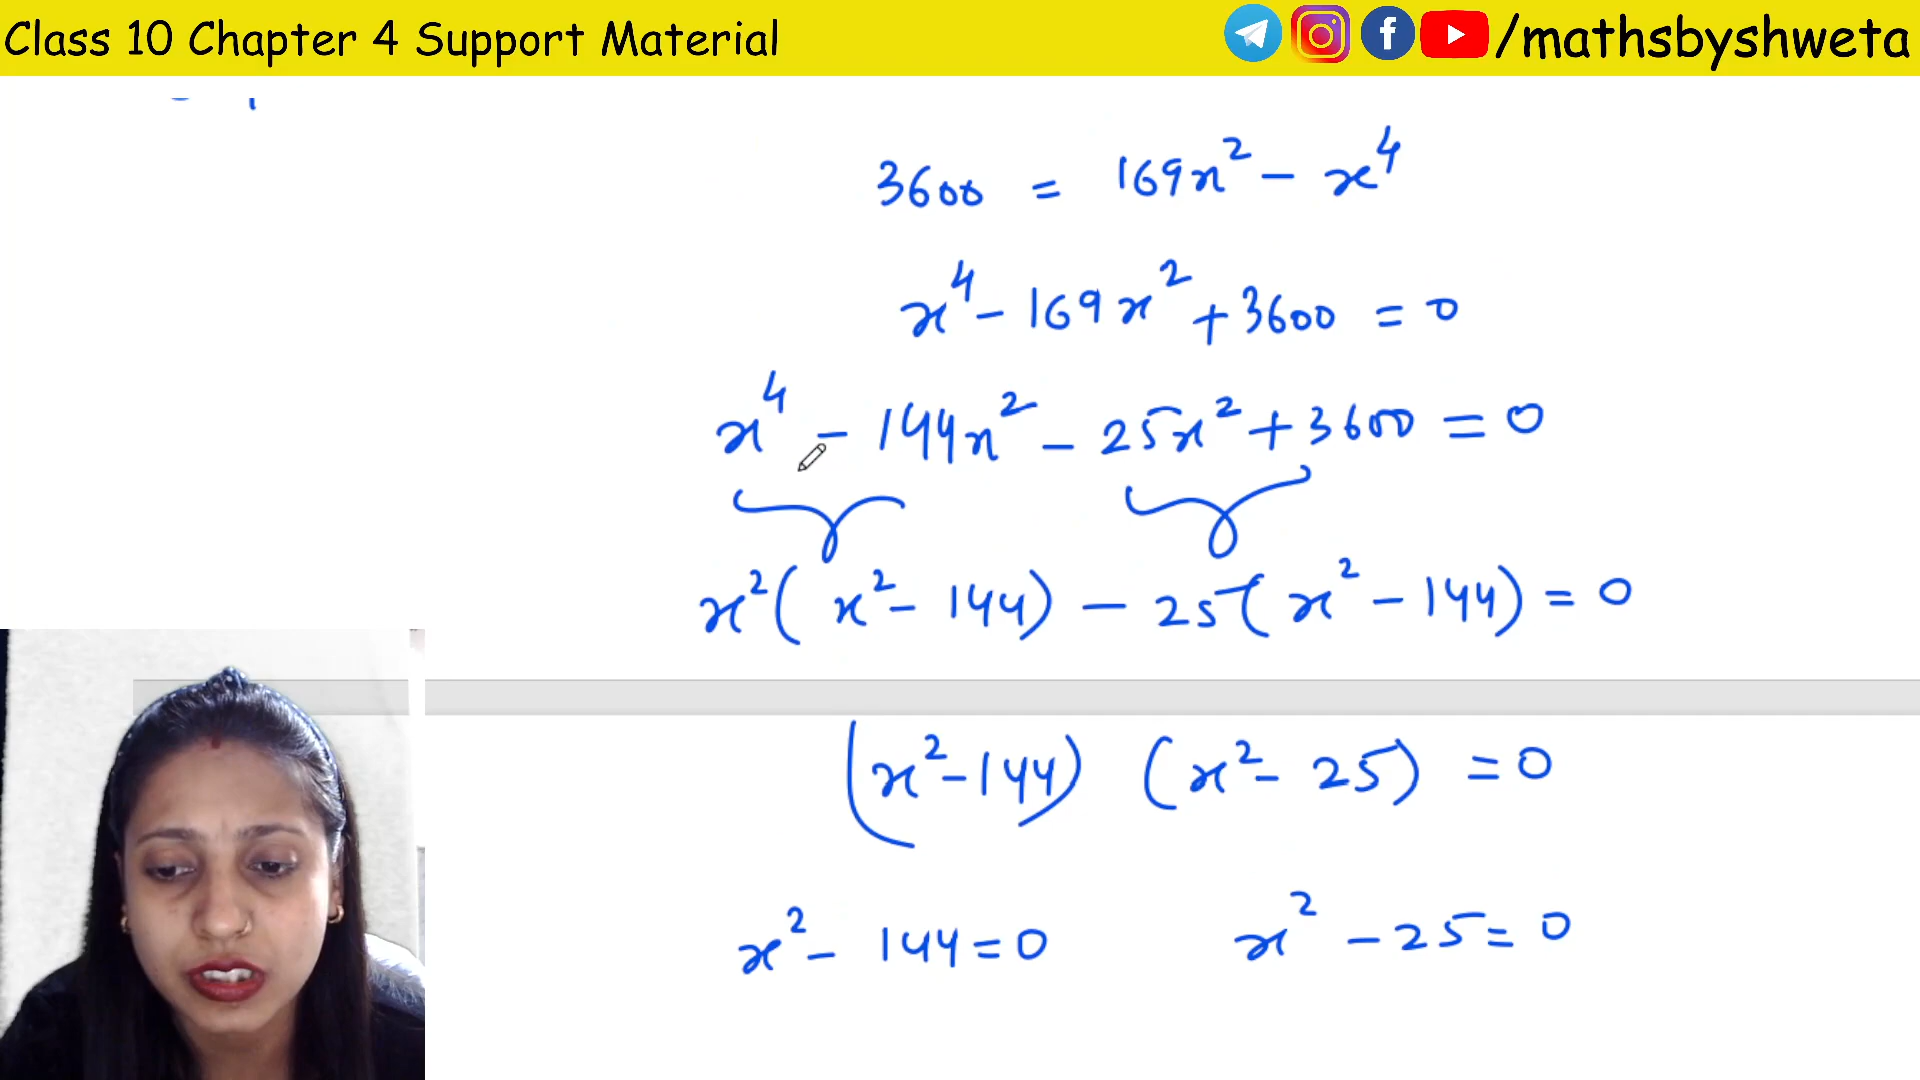 Class 10 Chapter 4 Support Material
/mathsbyshweta
3600 = 169x² - x⁴
x⁴ - 169x² + 3600 = 0
x⁴ - 144x² - 25x² + 3600 = 0
x²(x² - 144) - 25(x² - 144) = 0
(x² - 144) (x² - 25) = 0
x² - 144 = 0 x² - 25 = 0